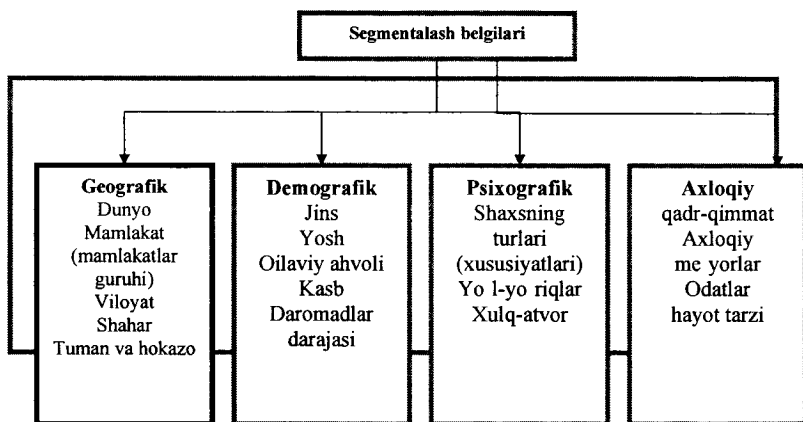 Segmentalash belgilari
Geografik
Dunyo
Mamlakat
(mamlakatlar
guruhi)
Viloyat
Shahar
Tuman va hokazo
Demografik
Jins
Yosh
Oilaviy ahvoli
Kasb
Daromadlar
darajasi
Psixografik
Shaxsning
turlari
(xususiyatlari)
Yo l-yo riqlar
Xulq-atvor
Axloqiy
qadr-qimmat
Axloqiy
me yorlar
Odatlar
hayot tarzi